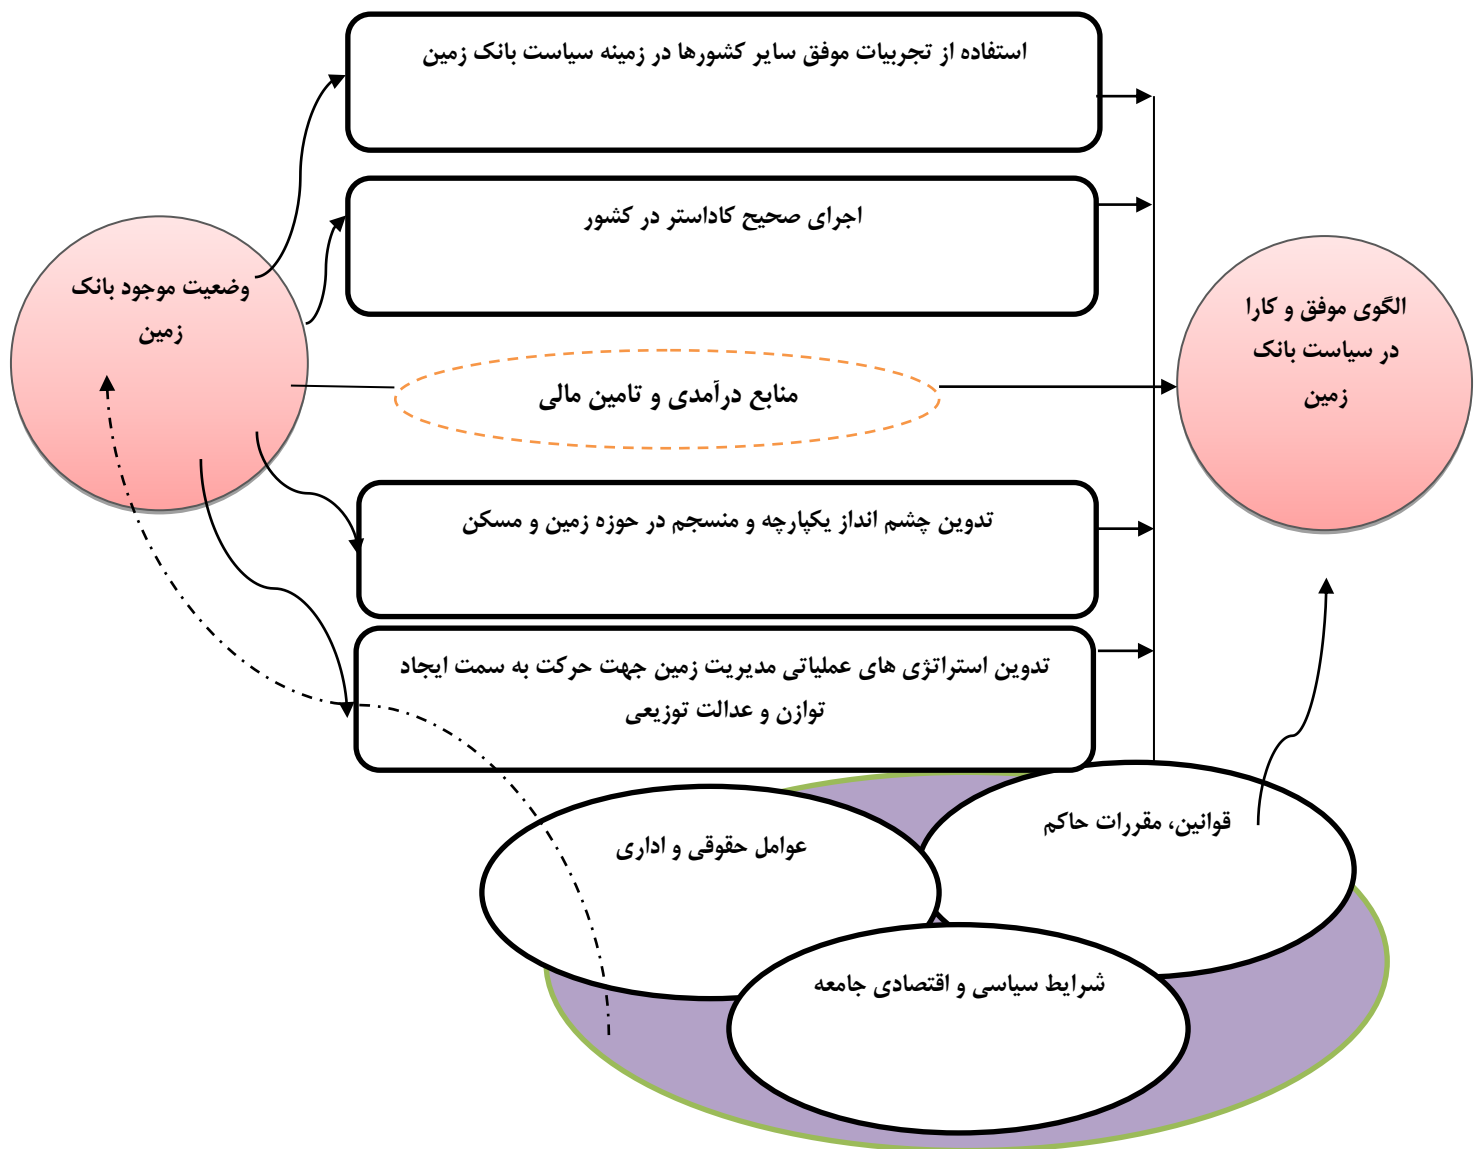 استفاده از تجربیات موفق سایر کشورها در زمینه سیاست بانک زمین
اجرای صحیح کاداستر در کشور
وضعیت موجود بانک
زمین
الگوی موفق و کارا
در سیاست بانک
زمین
منابع درآمدی و تامین مالی
تدوین چشم انداز یکپارچه و منسجم در حوزه زمین و مسکن
تدوین استراتژی های عملیاتی مدیریت زمین جهت حرکت به سمت ایجاد
توازن و عدالت توزیعی
قوانین، مقررات حاکم
عوامل حقوقی و اداری
شرایط سیاسی و اقتصادی جامعه